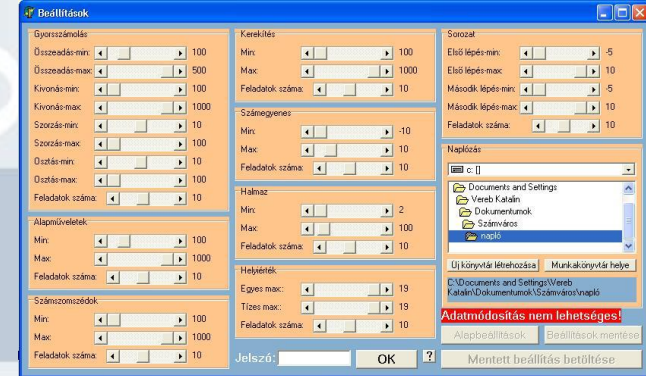 Beállítások
Gyorsszámolás
Összeadás-min: 100
Összeadás-max: 500
Kivonás-min: 100
Kivonás-max: 1000
Szorzás-min: 10
Szorzás-max: 100
Osztás-min: 10
Osztás-max: 100
Feladatok száma: 10
Alapműveletek
Min: 100
Max: 1000
Feladatok száma: 10
Számszomszédok
Min: 100
Max: 1000
Feladatok száma: 10
Kerekítés
Min: 100
Max: 1000
Feladatok száma: 10
Számegyenes
Min: -10
Max: 10
Feladatok száma: 10
Halmaz
Min: 2
Max: 100
Feladatok száma: 10
Helyiérték
Egyes max.: 19
Tízes max.: 19
Feladatok száma: 10
Jelszó: OK ?
Sorozat
Első lépés-min: -5
Első lépés-max: 10
Második lépés-min: -5
Második lépés-max: 10
Feladatok száma: 10
Naplózás
c: []
Documents and Settings
Vereb Katalin
Dokumentumok
Számváros
napló
Új könyvtár létrehozása Munkakönyvtár helye
C:\Documents and Settings\Vereb
Katalin\Dokumentumok\Számváros\napló
Adatmódosítás nem lehetséges!
Alapbeállítások Beállítások mentése
Mentett beállítás betöltése